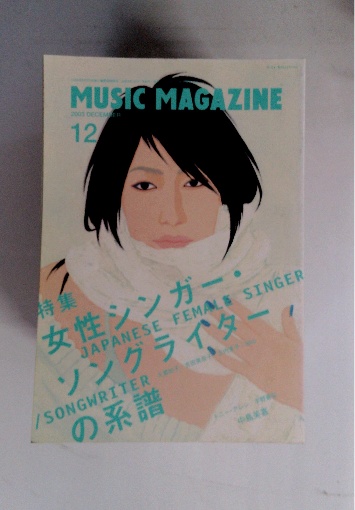 MUSIC MAGAZINE
12
特集
女性シンガー・
JAPANESE FEMALE SINGER
ソングライター
/SONGWRITER
の系譜